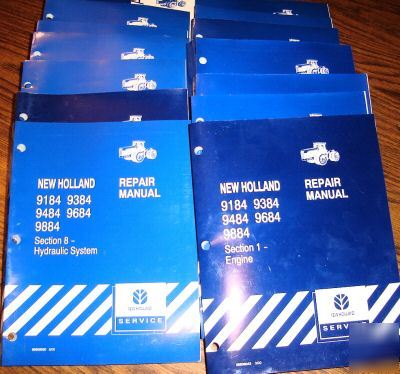 NEW HOLLAND
9184 9384
9484 9684
9884
Section 8 -
Hydraulic System
REPAIR
MANUAL
NEW HOLLAND
SERVICE
NEW HOLLAND
9184 9384
9484 9684
9884
Section 1 -
Engine
REPAIR
MANUAL
NEW HOLLAND
SERVICE